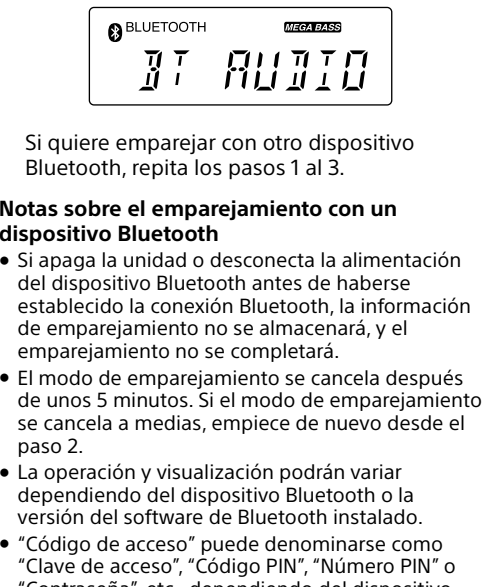 BLUETOOTH MEGA BASS
BT AUDIO
Si quiere emparejar con otro dispositivo
Bluetooth, repita los pasos 1 al 3.
Notas sobre el emparejamiento con un
dispositivo Bluetooth
• Si apaga la unidad o desconecta la alimentación
del dispositivo Bluetooth antes de haberse
establecido la conexión Bluetooth, la información
de emparejamiento no se almacenará, y el
emparejamiento no se completará.
• El modo de emparejamiento se cancela después
de unos 5 minutos. Si el modo de emparejamiento
se cancela a medias, empiece de nuevo desde el
paso 2.
• La operación y visualización podrán variar
dependiendo del dispositivo Bluetooth o la
versión del software de Bluetooth instalado.
• “Código de acceso” puede denominarse como
“Clave de acceso”, “Código PIN”, “Número PIN” o
“Contraseña”, etc., dependiendo del dispositivo